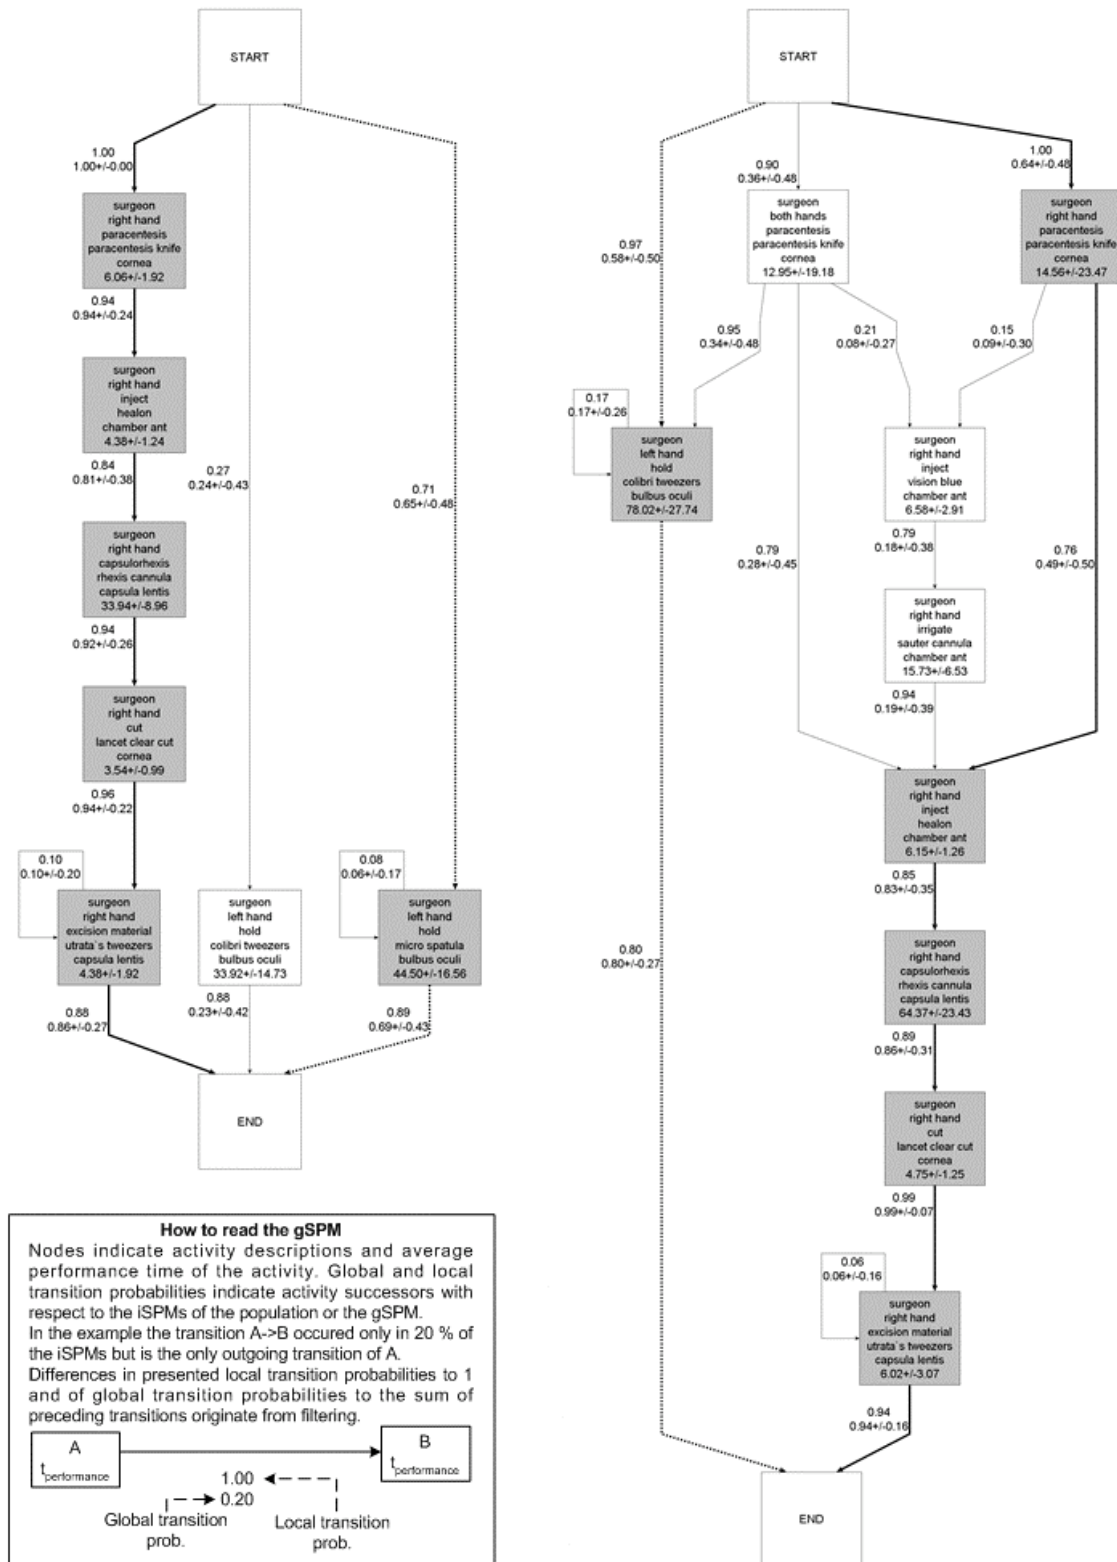 START
1.00
1.00+/-0.00
surgeon
right hand
paracentesis
paracentesis knife
cornea
6.06+/-1.92
0.94
0.94+/-0.24
surgeon
right hand
inject
healon
chamber ant
4.38+/-1.24
0.84
0.81+/-0.38
surgeon
right hand
capsulorhexis
rhexis cannula
capsula lentis
33.94+/-8.96
0.94
0.92+/-0.26
surgeon
right hand
cut
lancet clear cut
cornea
3.54+/-0.99
0.96
0.94+/-0.22
0.10
0.10+/-0.20
surgeon
right hand
excision material
utrata`s tweezers
capsula lentis
4.38+/-1.92
0.88
0.86+/-0.27
0.27
0.24+/-0.43
surgeon
left hand
hold
colibri tweezers
bulbus oculi
33.92+/-14.73
0.88
0.23+/-0.42
0.71
0.65+/-0.48
0.08
0.06+/-0.17
surgeon
left hand
hold
micro spatula
bulbus oculi
44.50+/-16.56
0.89
0.69+/-0.43
END
START
0.97
0.58+/-0.50
0.90
0.36+/-0.48
1.00
0.64+/-0.48
surgeon
both hands
paracentesis
paracentesis knife
cornea
12.95+/-19.18
surgeon
right hand
paracentesis
paracentesis knife
cornea
14.56+/-23.47
0.95
0.34+/-0.48
0.21
0.08+/-0.27
0.15
0.09+/-0.30
0.17
0.17+/-0.26
surgeon
left hand
hold
colibri tweezers
bulbus oculi
78.02+/-27.74
surgeon
right hand
inject
vision blue
chamber ant
6.58+/-2.91
0.79
0.28+/-0.45
0.79
0.18+/-0.38
0.76
0.49+/-0.50
surgeon
right hand
irrigate
sauter cannula
chamber ant
15.73+/-6.53
0.94
0.19+/-0.39
surgeon
right hand
inject
healon
chamber ant
6.15+/-1.26
0.85
0.83+/-0.35
surgeon
right hand
capsulorhexis
rhexis cannula
capsula lentis
64.37+/-23.43
0.80
0.80+/-0.27
0.89
0.86+/-0.31
surgeon
right hand
cut
lancet clear cut
cornea
4.75+/-1.25
0.99
0.99+/-0.07
0.06
0.06+/-0.16
surgeon
right hand
excision material
utrata`s tweezers
capsula lentis
6.02+/-3.07
0.94
0.94+/-0.16
END
How to read the gSPM
Nodes indicate activity descriptions and average
performance time of the activity. Global and local
transition probabilities indicate activity successors with
respect to the iSPMs of the population or the gSPM.
In the example the transition A->B occured only in 20 % of
the iSPMs but is the only outgoing transition of A.
Differences in presented local transition probabilities to 1
and of global transition probabilities to the sum of
preceding transitions originate from filtering.
A
tperformance
B
tperformance
1.00
0.20
Global transition
prob.
Local transition
prob.